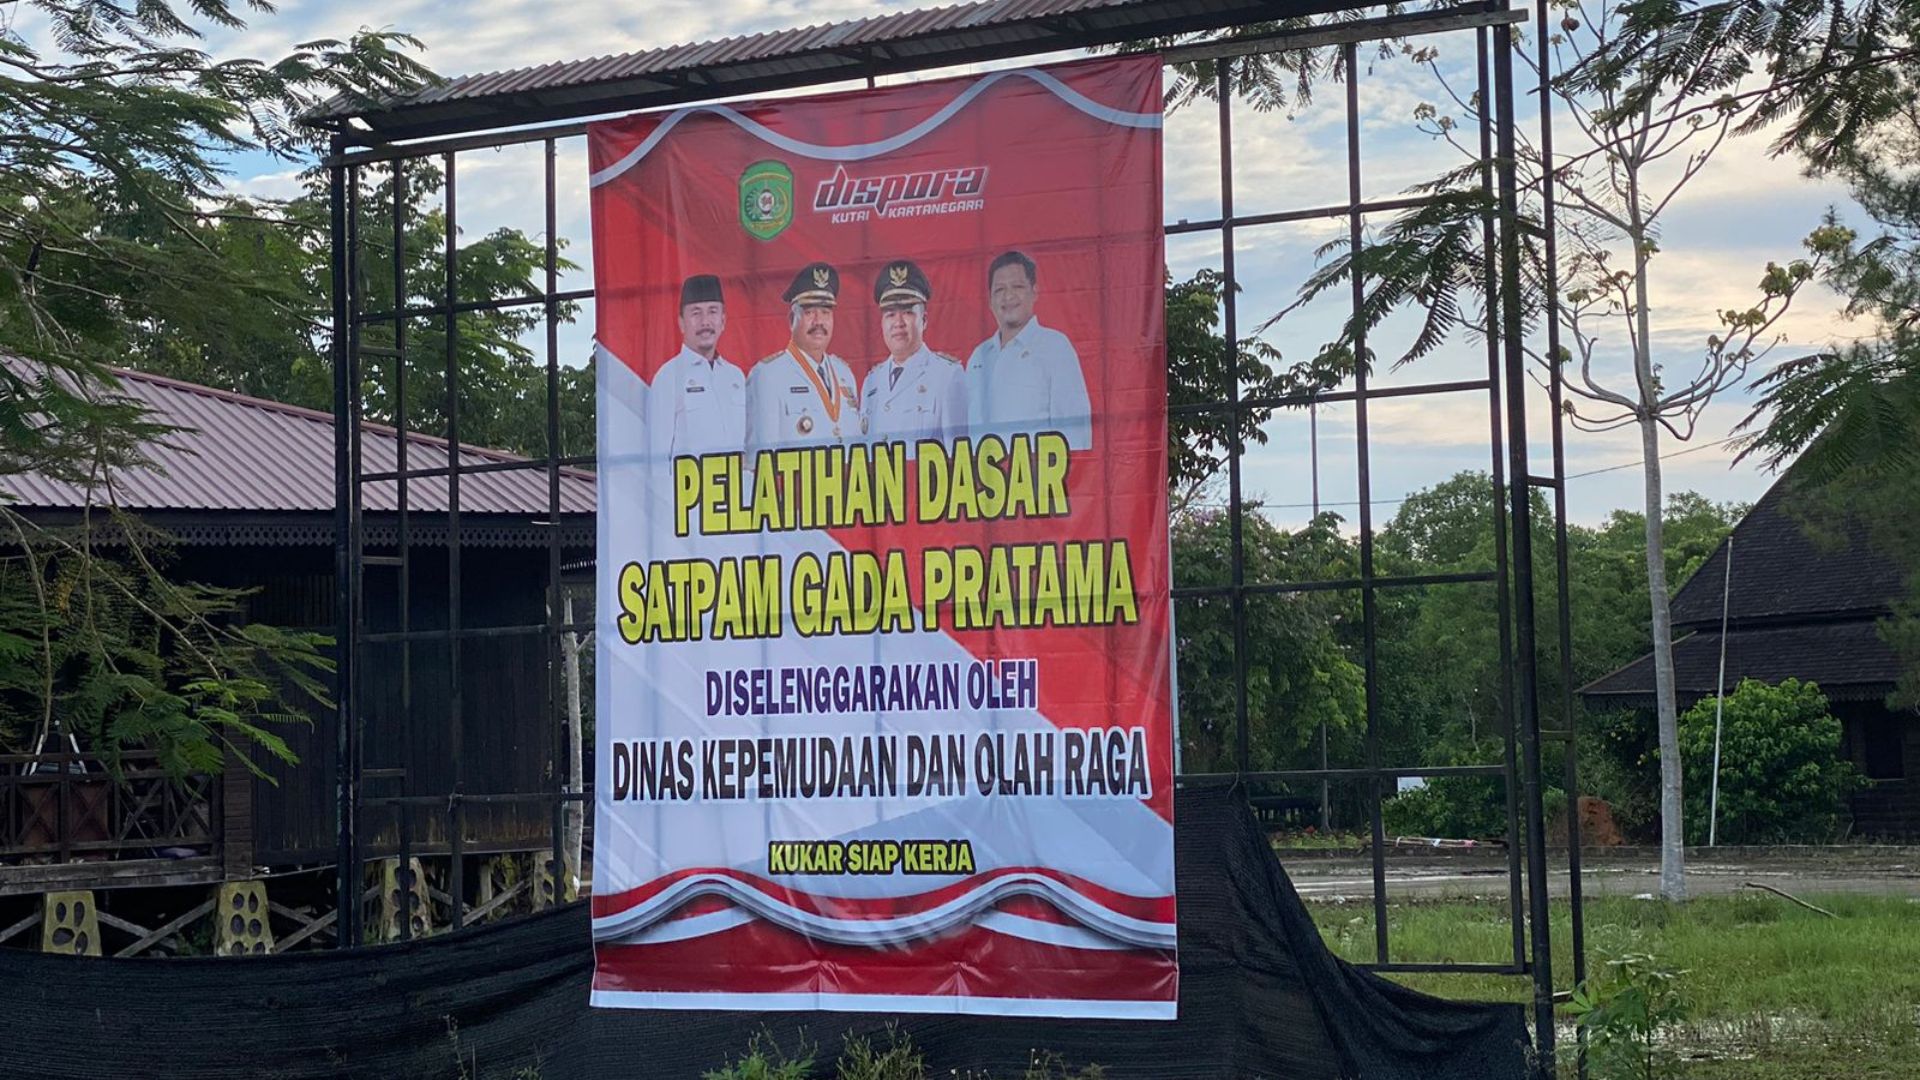 dispora
KUTAI KARTANEGARA
PELATIHAN DASAR
SATPAM GADA PRATAMA
DISELENGGARAKAN OLEH
DINAS KEPEMUDAAN DAN OLAH RAGA
KUKAR SIAP KERJA